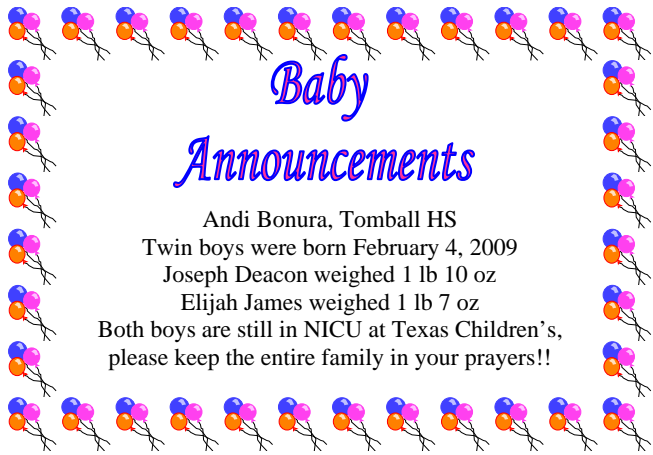 Baby
Announcements
Andi Bonura, Tomball HS
Twin boys were born February 4, 2009
Joseph Deacon weighed 1 lb 10 oz
Elijah James weighed 1 lb 7 oz
Both boys are still in NICU at Texas Children’s,
please keep the entire family in your prayers!!